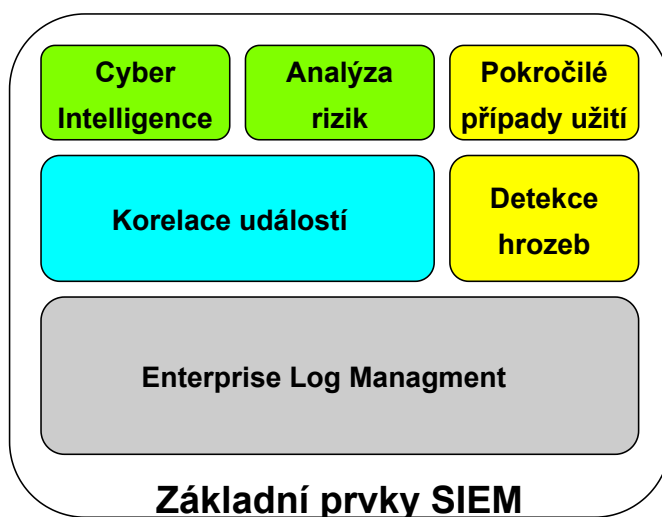 Cyber
Intelligence
Analýza
rizik
Pokročilé
případy užití
Korelace událostí
Detekce
hrozeb
Enterprise Log Managment
Základní prvky SIEM